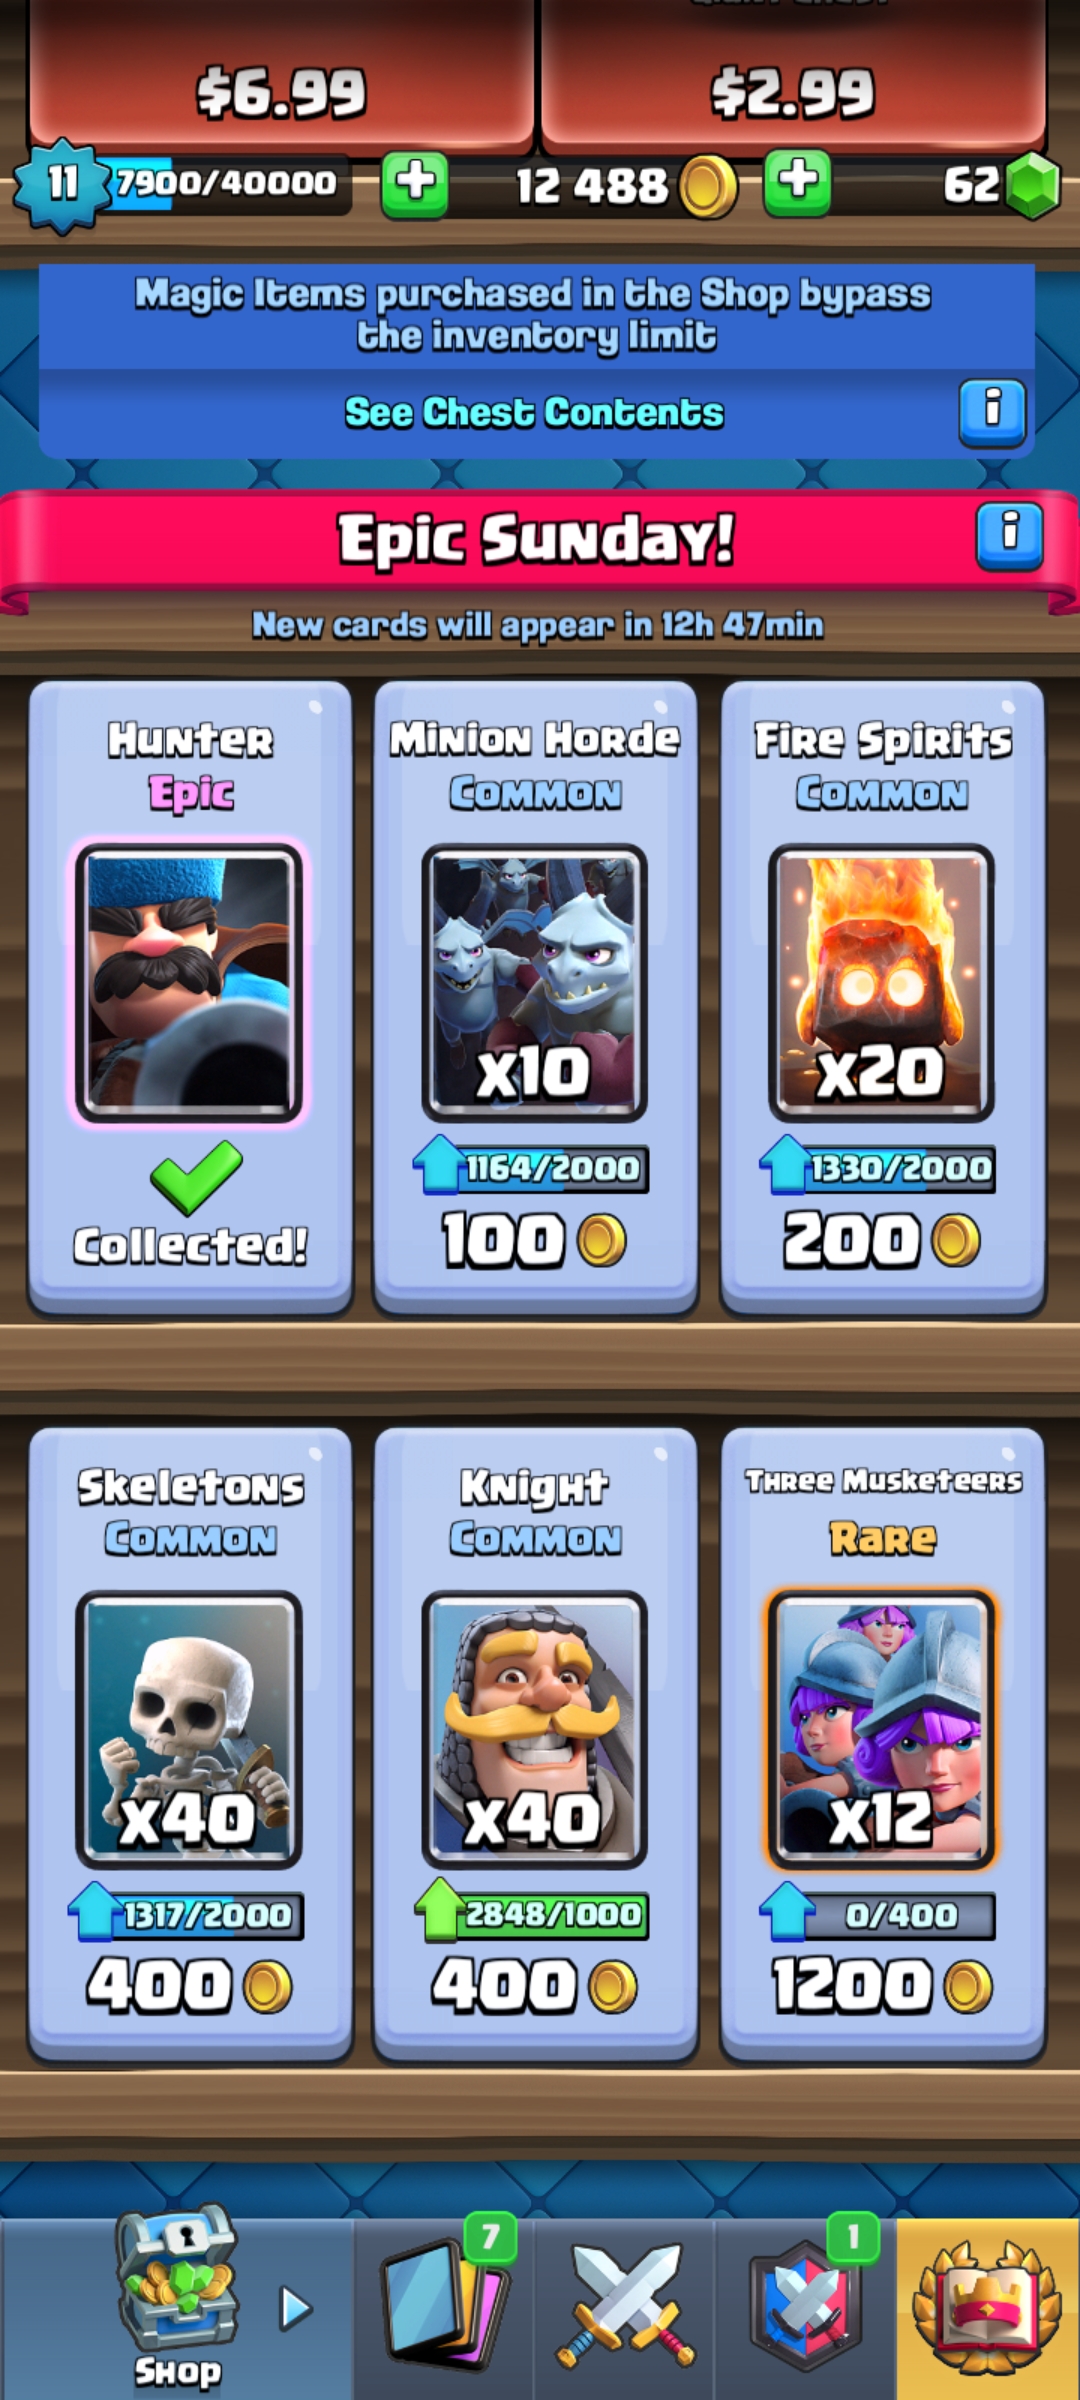 $6.99
$2.99
11
7900/40000
12 488
62
Magic Items purchased in the Shop bypass
the inventory limit
See Chest Contents
i
Epic Sunday!
i
New cards will appear in 12h 47min
Hunter
Epic
Collected!
Minion Horde
Common
x10
1164/2000
100
Fire Spirits
Common
x20
1330/2000
200
Skeletons
Common
x40
1317/2000
400
Knight
Common
x40
2848/1000
400
Three Musketeers
Rare
x12
0/400
1200
Shop
7
1